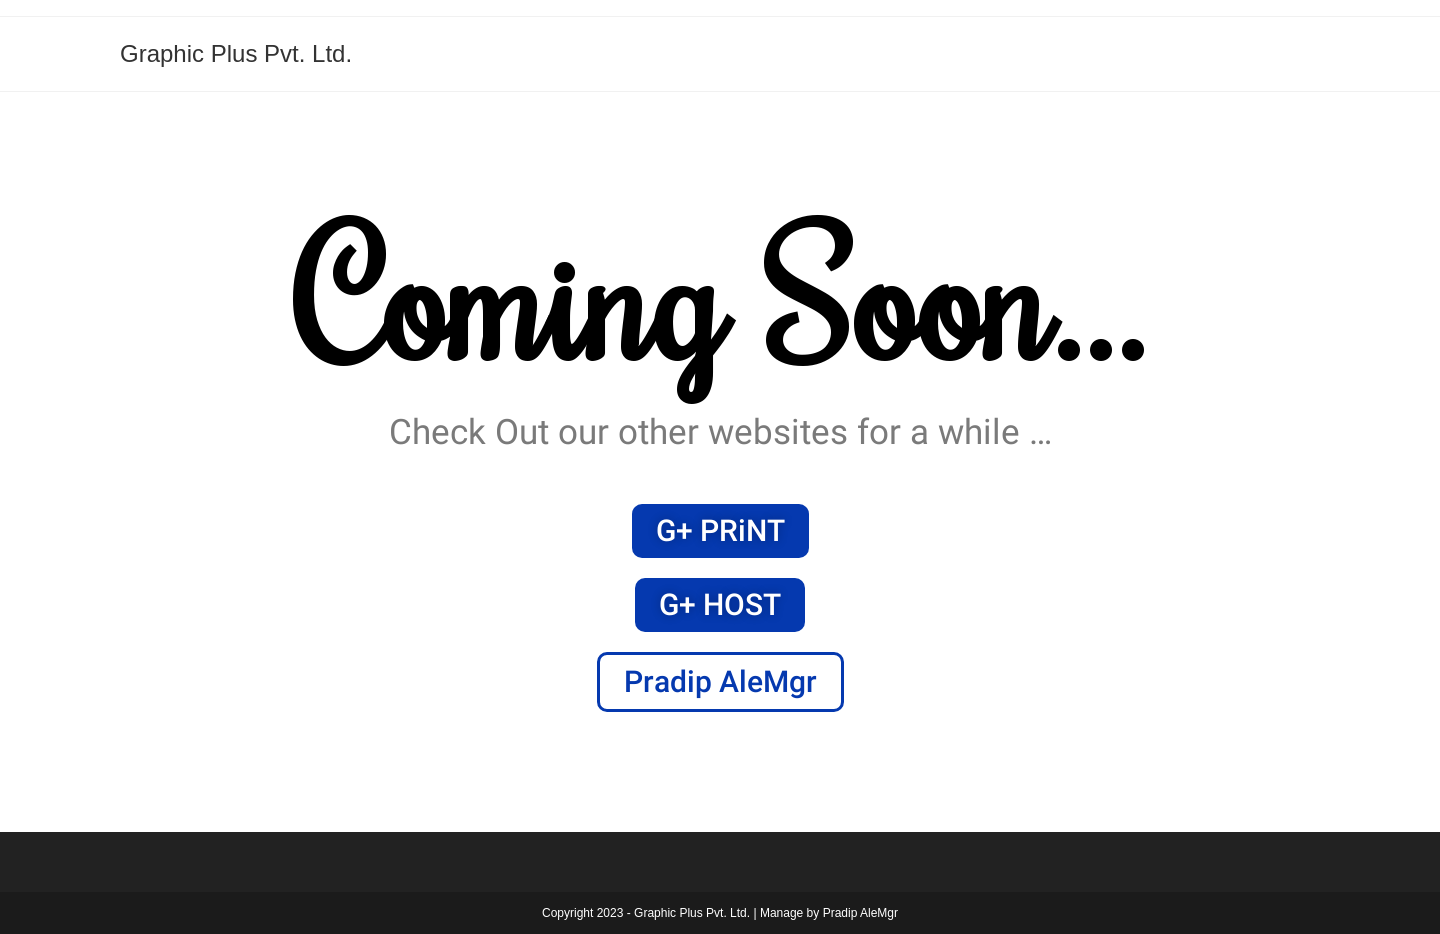 Graphic Plus Pvt. Ltd.
Coming Soon...
Check Out our other websites for a while ...
G+ PRiNT
G+ HOST
Pradip AleMgr
Copyright 2023 - Graphic Plus Pvt. Ltd. | Manage by Pradip AleMgr